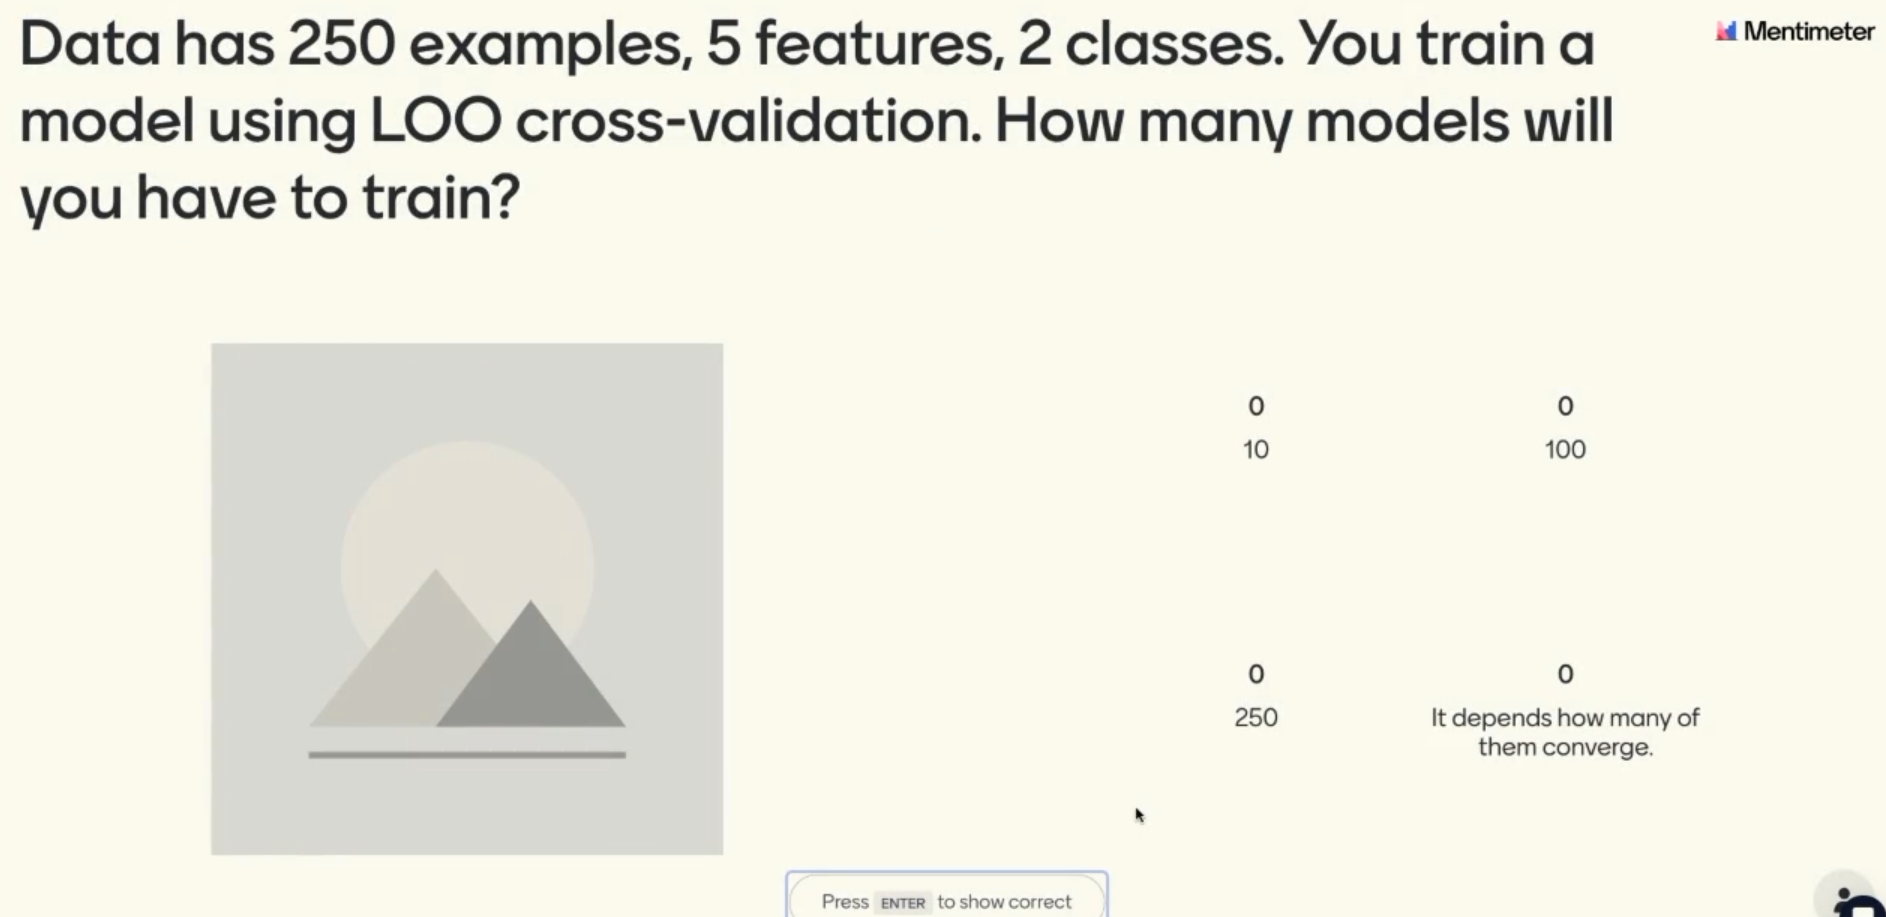 Data has 250 examples, 5 features, 2 classes. You train a
model using LOO cross-validation. How many models will
you have to train?
Mentimeter
0
10
0
100
0
250
0
It depends how many of
them converge.
Press ENTER to show correct